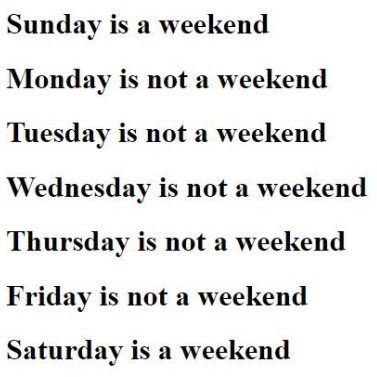 Sunday is a weekend
Monday is not a weekend
Tuesday is not a weekend
Wednesday is not a weekend
Thursday is not a weekend
Friday is not a weekend
Saturday is a weekend